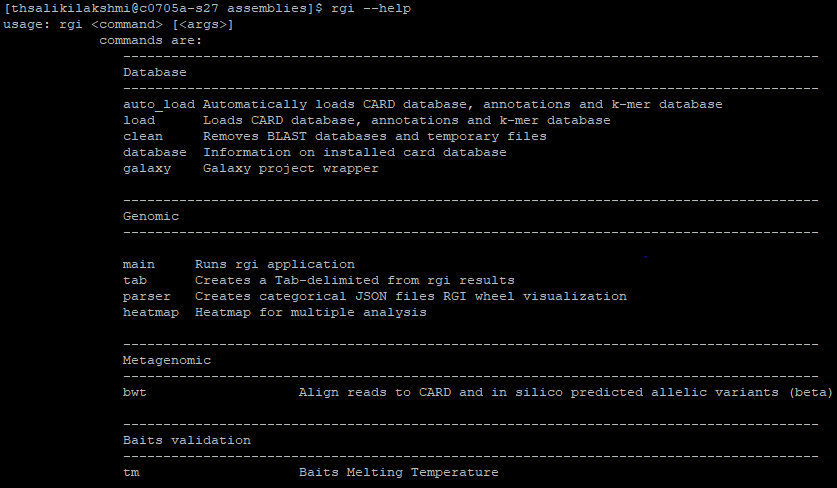 [thsalikilakshmi@c0705a-s27 assemblies]$ rgi --help
usage: rgi <command> [<args>]
commands are:
---------------------------------------------------------------------------------------
Database
---------------------------------------------------------------------------------------
auto_load Automatically loads CARD database, annotations and k-mer database
load      Loads CARD database, annotations and k-mer database
clean     Removes BLAST databases and temporary files
database  Information on installed card database
galaxy    Galaxy project wrapper
---------------------------------------------------------------------------------------
Genomic
---------------------------------------------------------------------------------------
main     Runs rgi application
tab      Creates a Tab-delimited from rgi results
parser   Creates categorical JSON files RGI wheel visualization
heatmap  Heatmap for multiple analysis
---------------------------------------------------------------------------------------
Metagenomic
---------------------------------------------------------------------------------------
bwt                   Align reads to CARD and in silico predicted allelic variants (beta)
---------------------------------------------------------------------------------------
Baits validation
---------------------------------------------------------------------------------------
tm                    Baits Melting Temperature